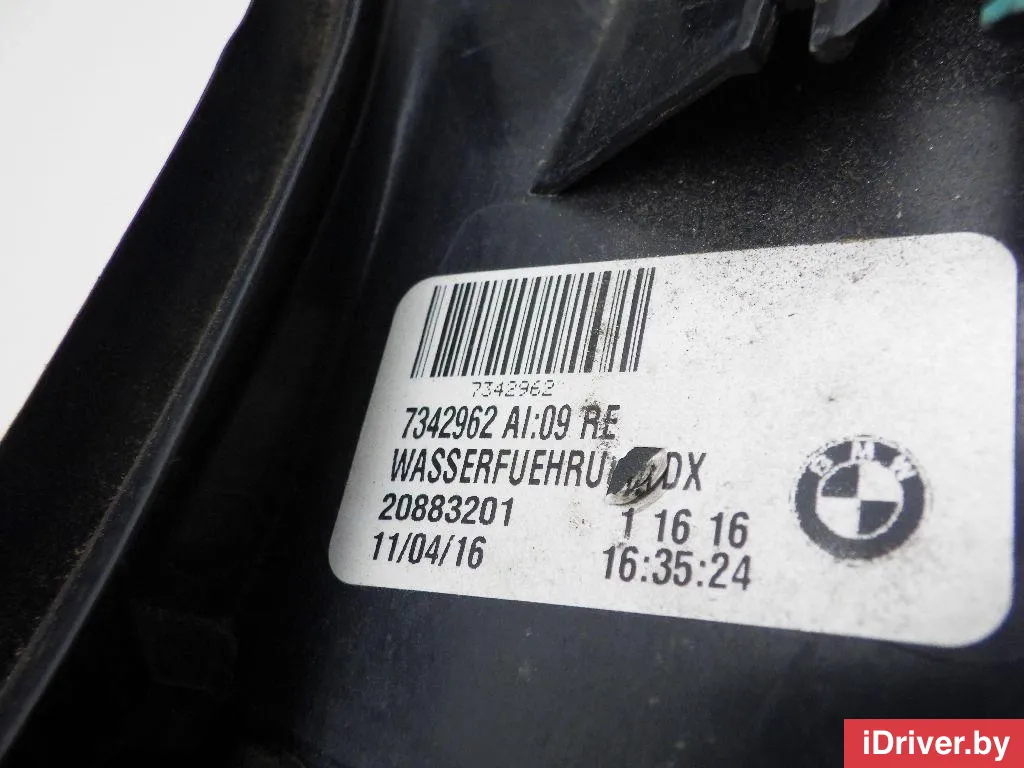 7342962
7342962 AI:09 RE
DX
20883201 1 16 16
11/04/16 16:35:24
BMW
iDriver.by